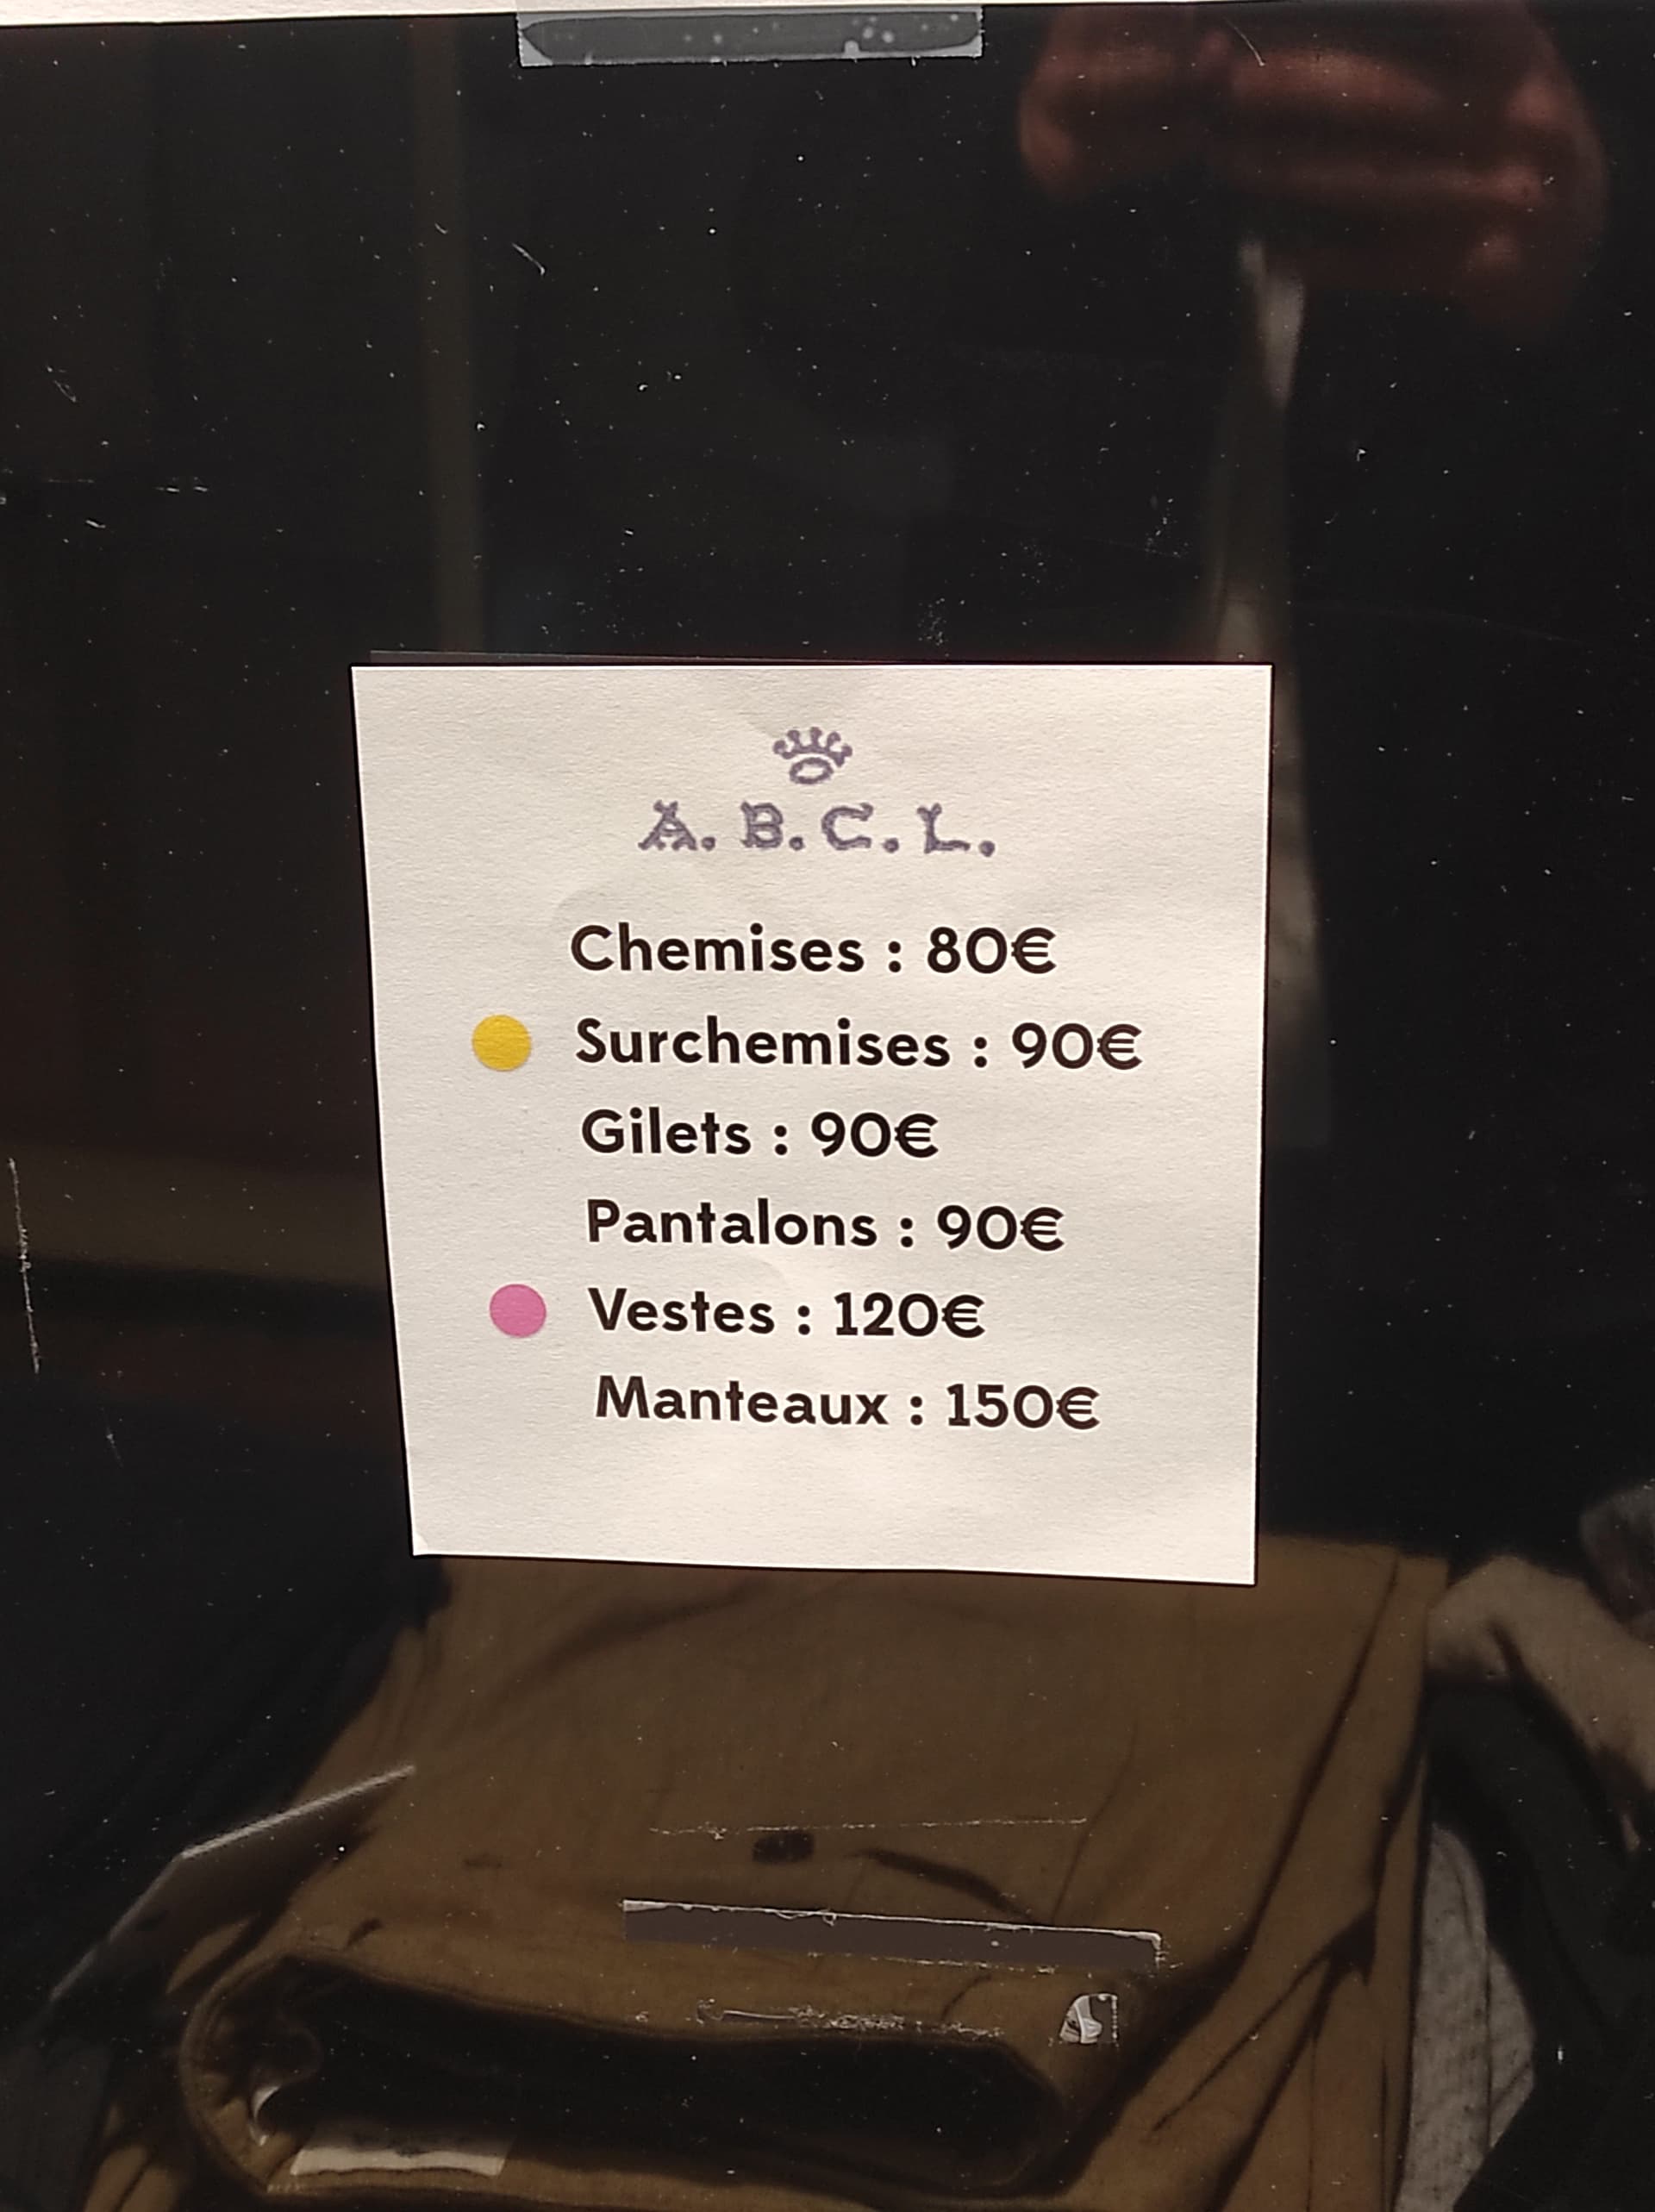 A. B. C. L.
Chemises : 80€
Surchemises : 90€
Gilets : 90€
Pantalons : 90€
Vestes : 120€
Manteaux : 150€